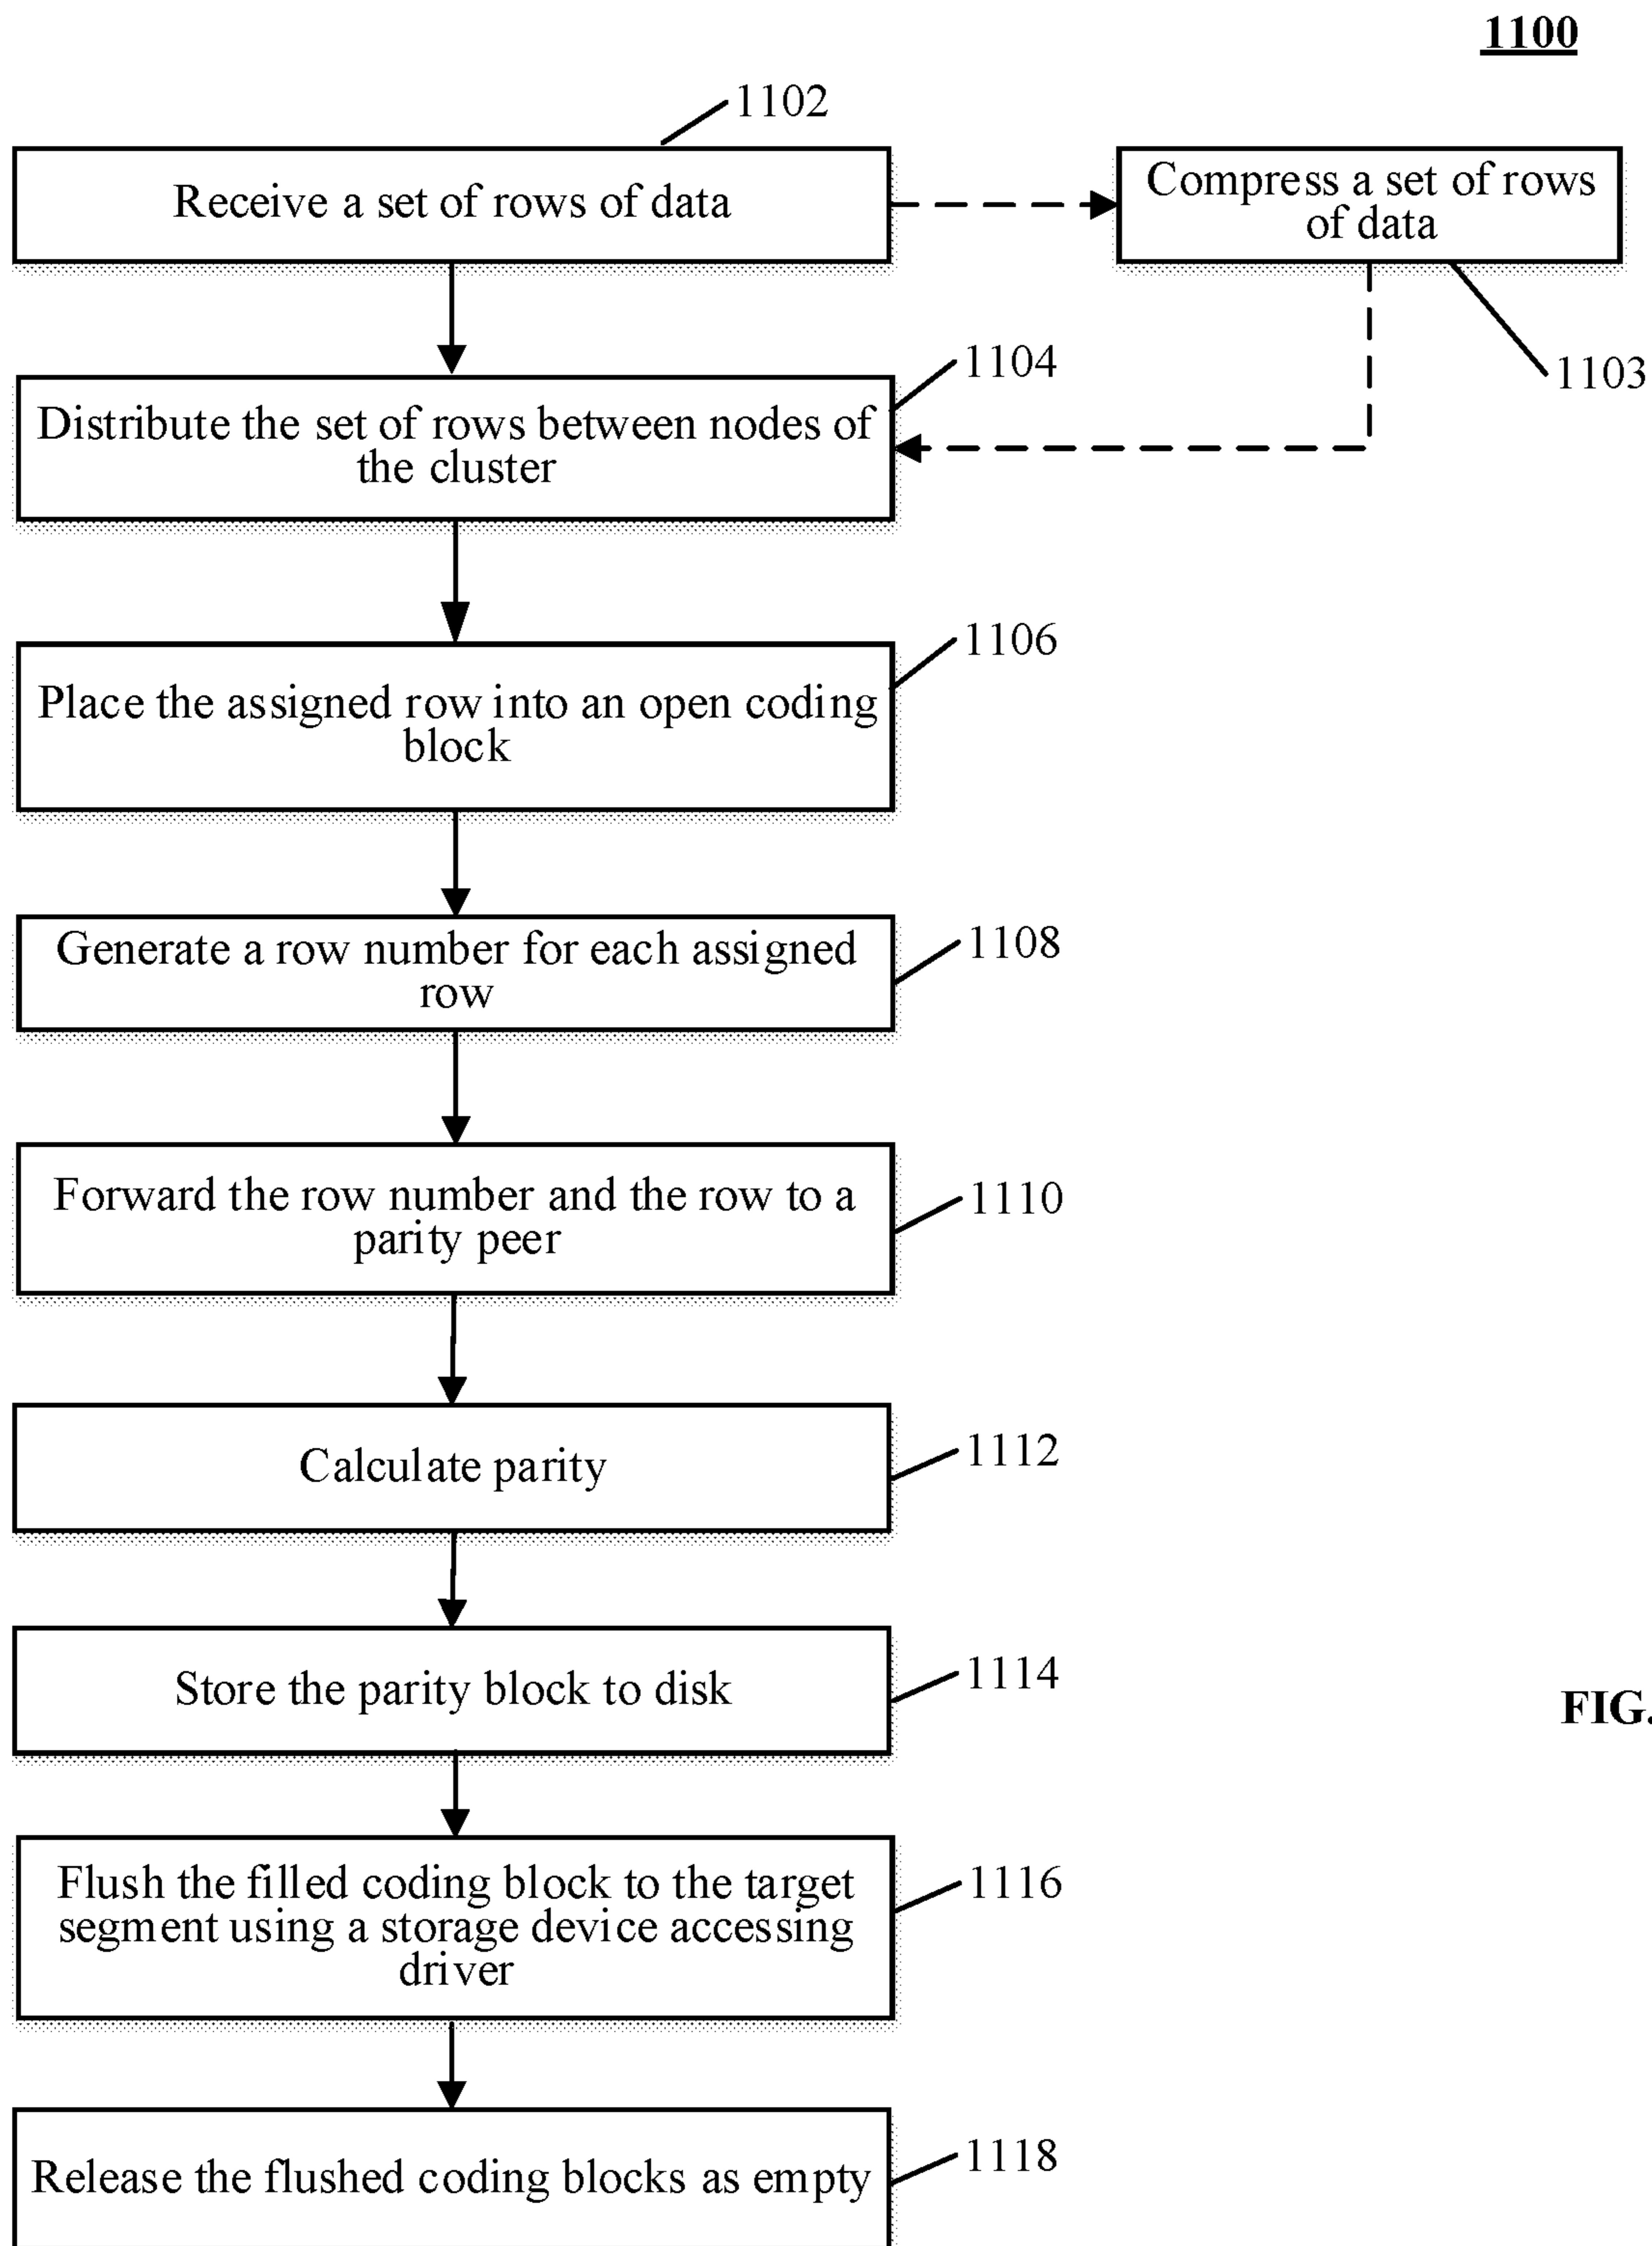 1100
1102
Receive a set of rows of data
Compress a set of rows
of data
1103
1104
Distribute the set of rows between nodes of
the cluster
1106
Place the assigned row into an open coding
block
1108
Generate a row number for each assigned
row
1110
Forward the row number and the row to a
parity peer
1112
Calculate parity
1114
Store the parity block to disk
FIG.
1116
Flush the filled coding block to the target
segment using a storage device accessing
driver
1118
Release the flushed coding blocks as empty